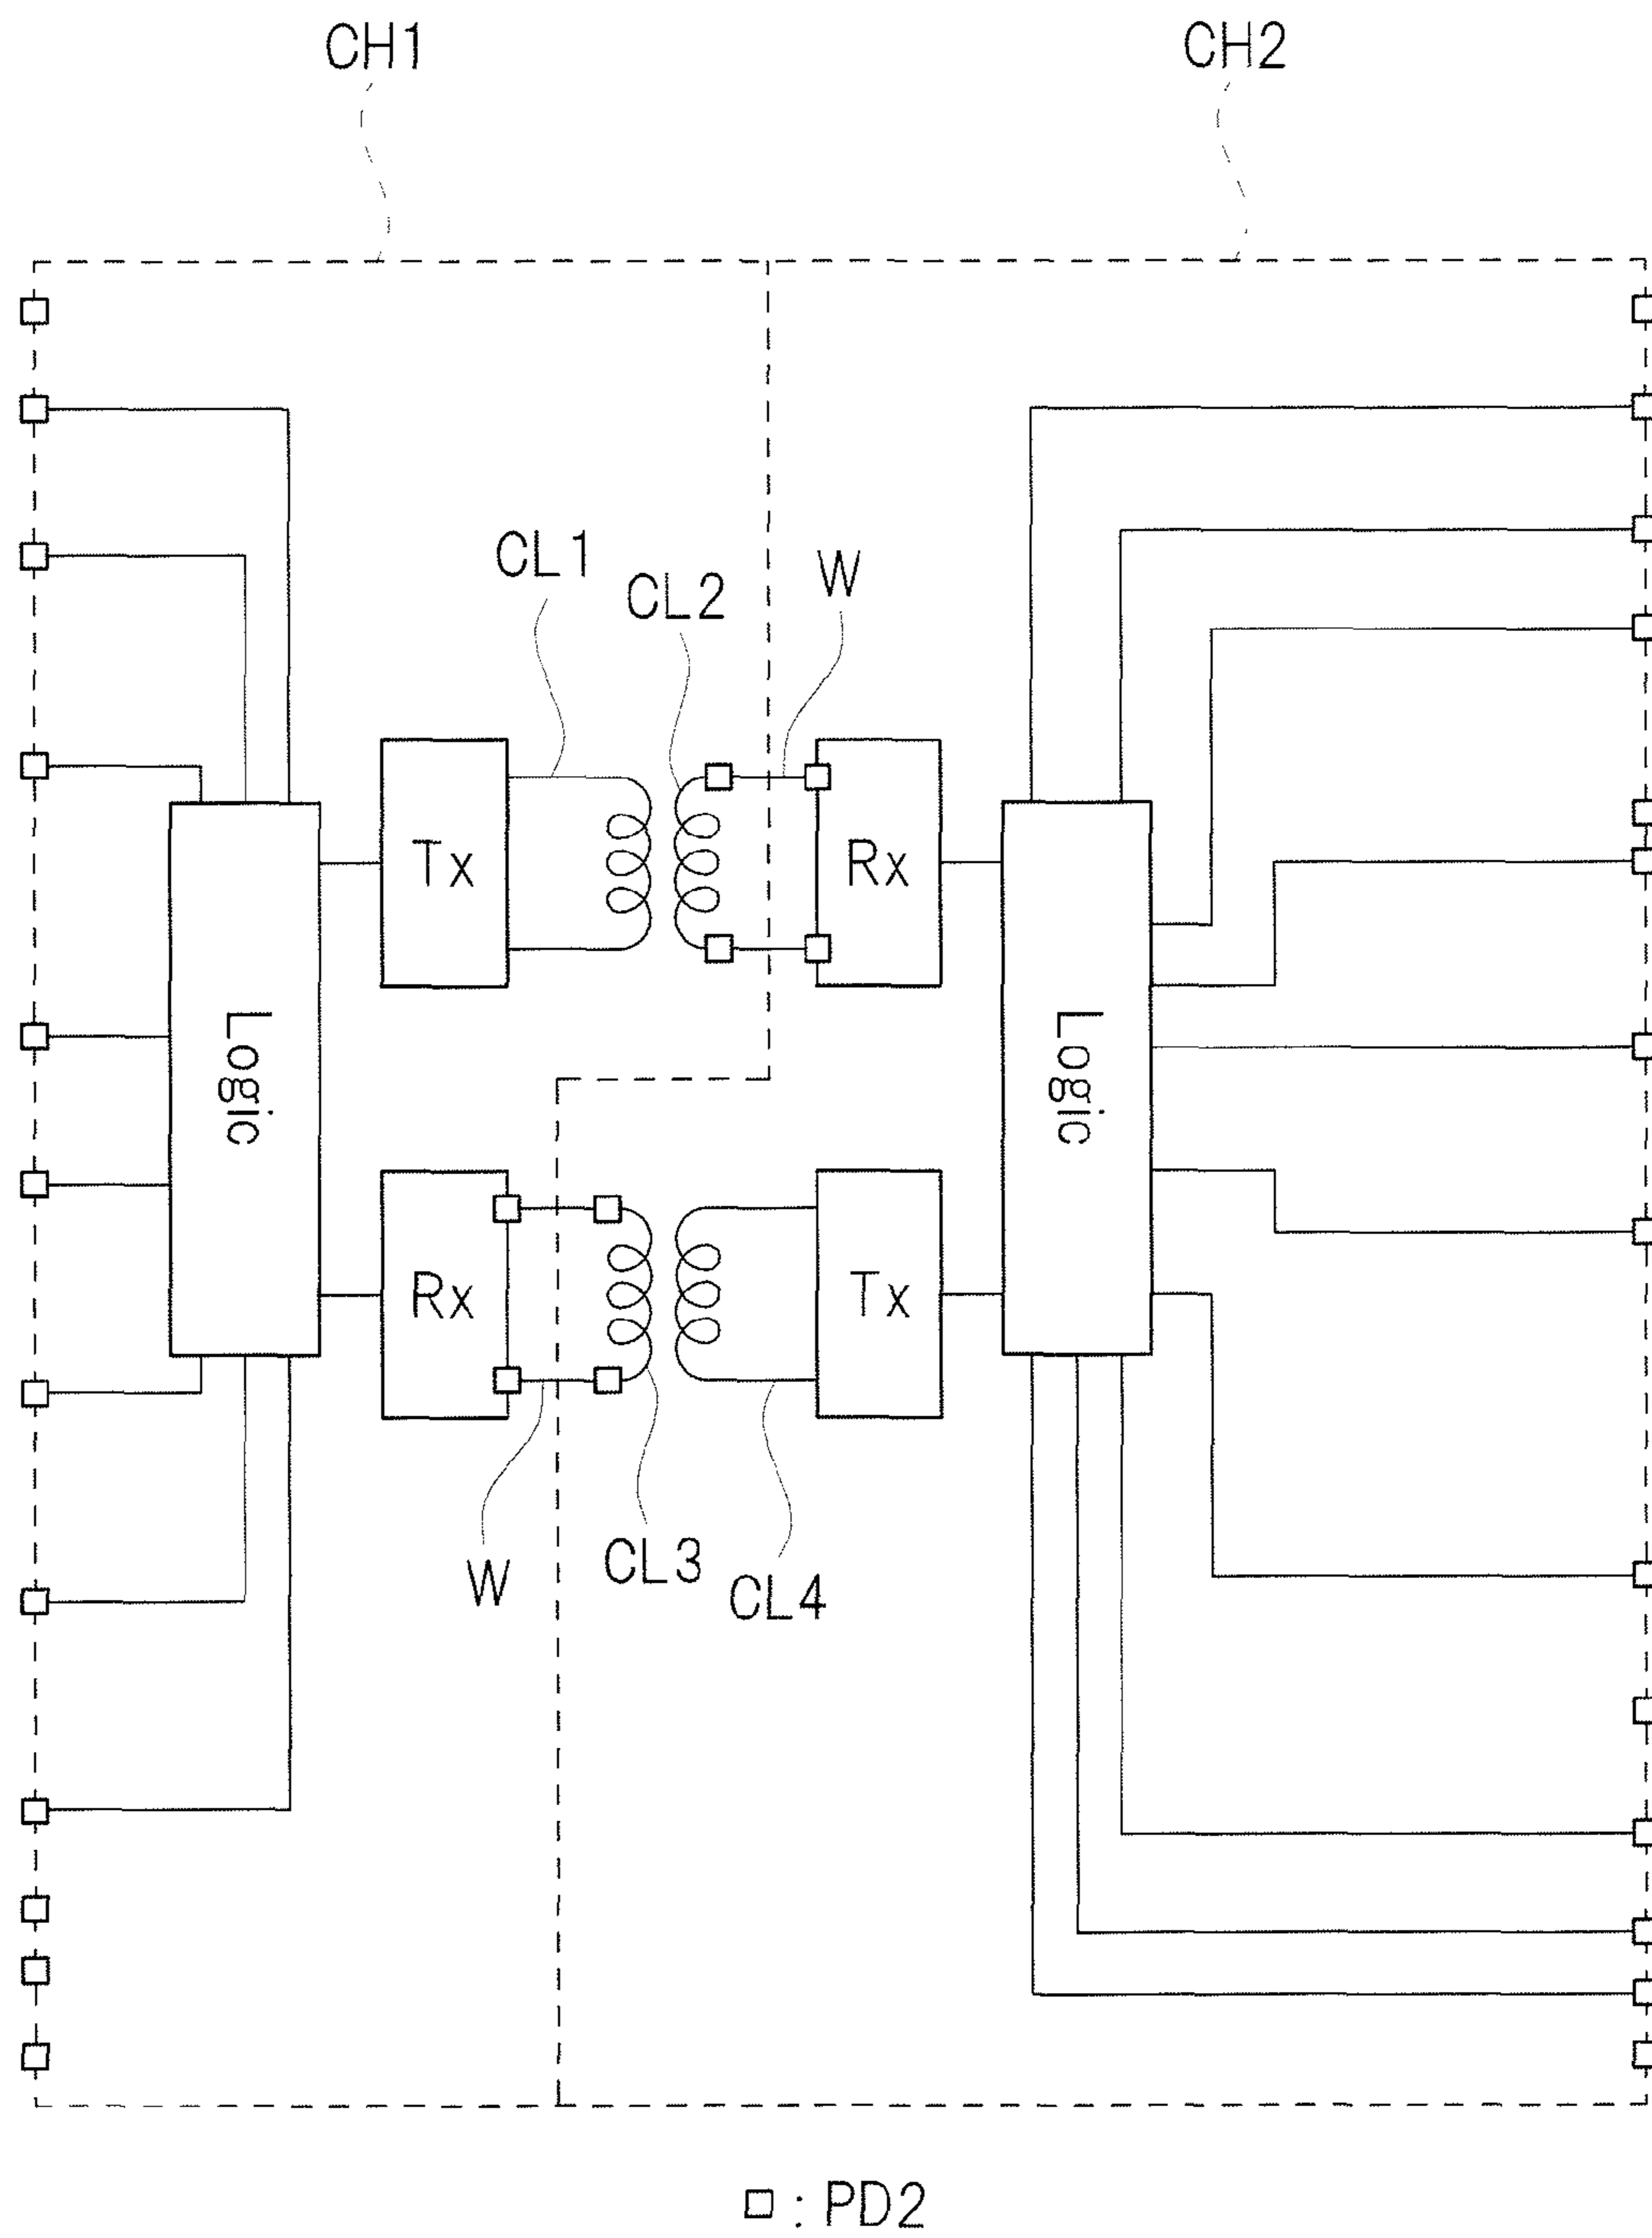 CH1
CH2
CL1
CL2
W
Tx
Rx
Logic
Logic
Rx
Tx
W
CL3
CL4
□ : PD2